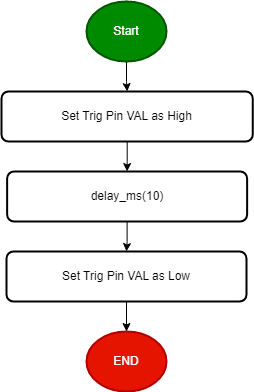 Start
Set Trig Pin VAL as High
delay_ms(10)
Set Trig Pin VAL as Low
END